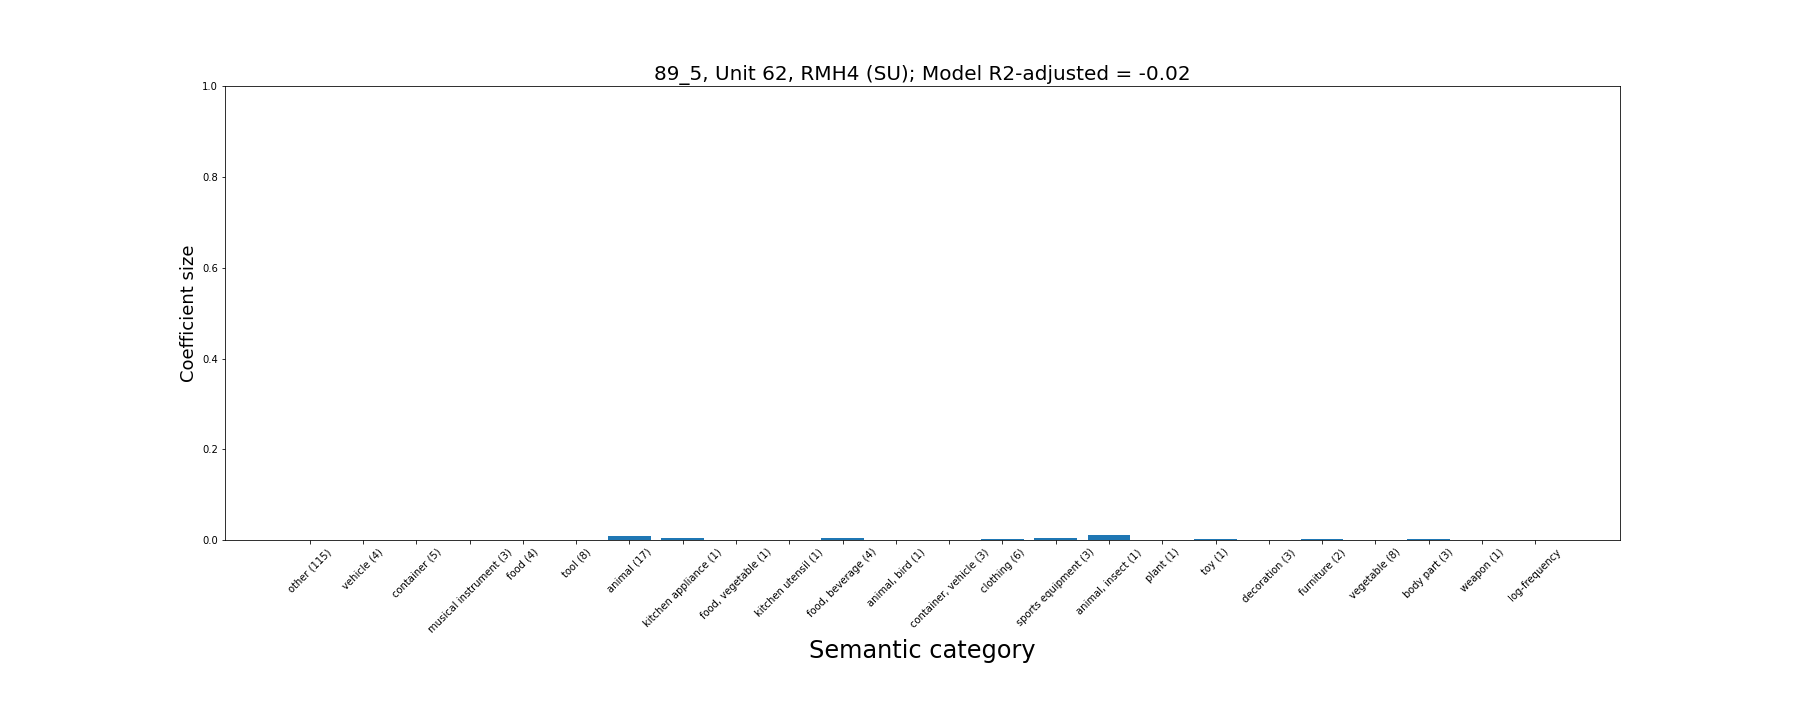 89_5, Unit 62, RMH4 (SU); Model R2-adjusted = -0.02
Coefficient size
1.0
0.8
0.6
0.4
0.2
0.0
other (115)
vehicle (4)
container (5)
musical instrument (3)
food (4)
tool (8)
animal (17)
kitchen appliance (1)
food, vegetable (1)
kitchen utensil (1)
food, beverage (4)
animal, bird (1)
container, vehicle (3)
clothing (6)
sports equipment (3)
animal, insect (1)
plant (1)
toy (1)
decoration (3)
furniture (2)
vegetable (8)
body part (3)
weapon (1)
log-frequency
Semantic category